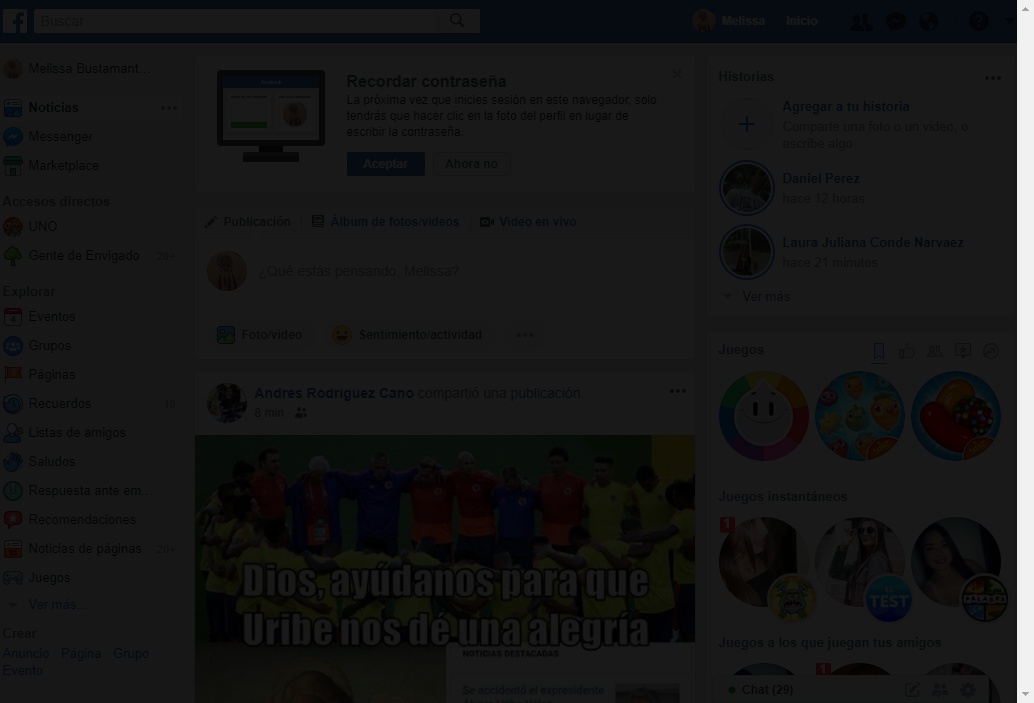 Buscar
Melissa
Inicio
Melissa Bustamant...
Noticias
Messenger
Marketplace
Accesos directos
UNO
Gente de Envigado 20+
Explorar
Eventos
4
Grupos
Páginas
Recuerdos 10
Listas de amigos
Saludos
Respuesta ante em...
Recomendaciones
Noticias de páginas 20+
Juegos
Ver más...
Crear
Anuncio Página Grupo
Evento
Recordar contraseña
La próxima vez que inicies sesión en este navegador, solo
tendrás que hacer clic en la foto del perfil en lugar de
escribir la contraseña.
Aceptar
Ahora no
Publicación
Álbum de fotos/videos
Video en vivo
¿Qué estás pensando, Melissa?
Foto/video
Sentimiento/actividad
Andres Rodríguez Cano compartió una publicación.
8 min
Dios, ayúdanos para que
Uribe nos dé una alegría
NOTICIAS DESTACADAS
Se accidentó el expresidente
Historias
Agregar a tu historia
Comparte una foto o un video, o
escribe algo
Daniel Perez
hace 12 horas
Laura Juliana Conde Narvaez
hace 21 minutos
Ver más
Juegos
Juegos instantáneos
1
EL
TEST
PALABRA
Juegos a los que juegan tus amigos
1
Chat (29)